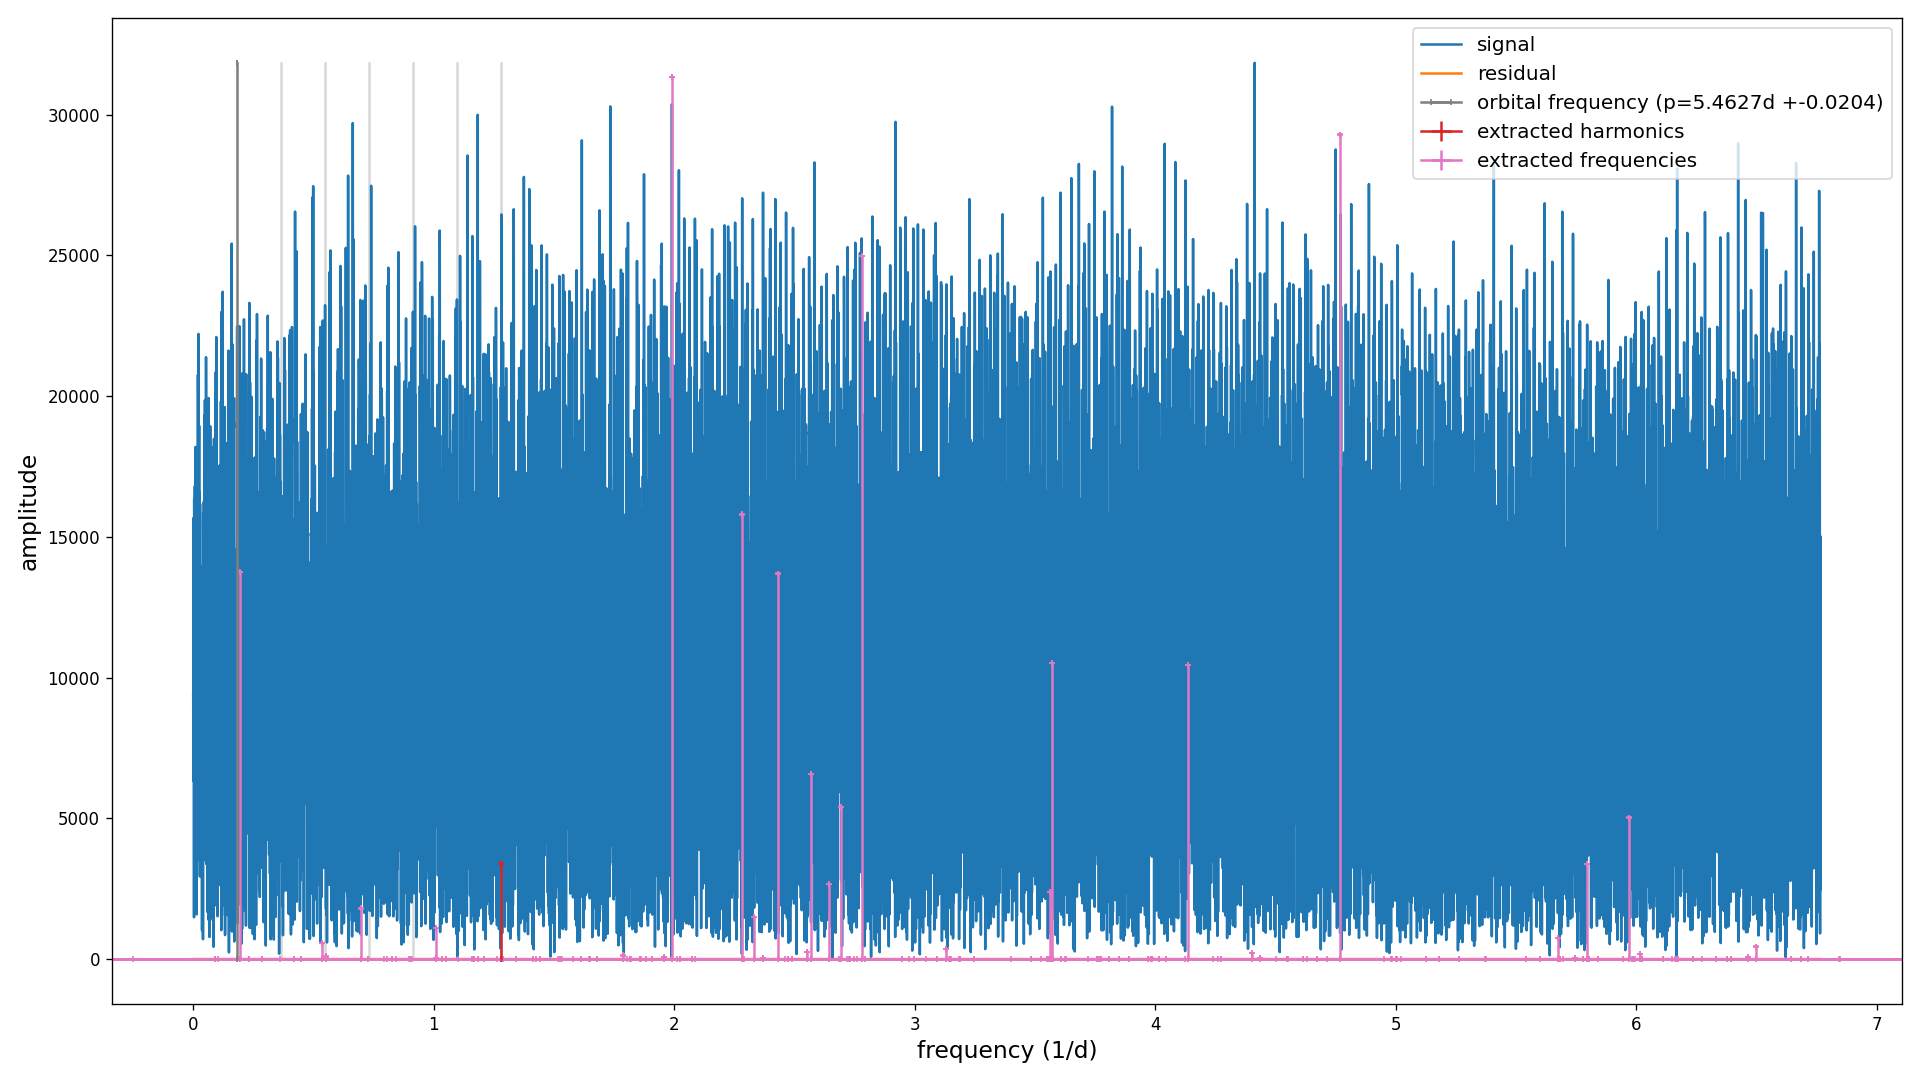 signal
residual
orbital frequency (p=5.4627d +-0.0204)
extracted harmonics
extracted frequencies
amplitude
30000
25000
20000
15000
10000
5000
0
0 1 2 3 4 5 6 7
frequency (1/d)